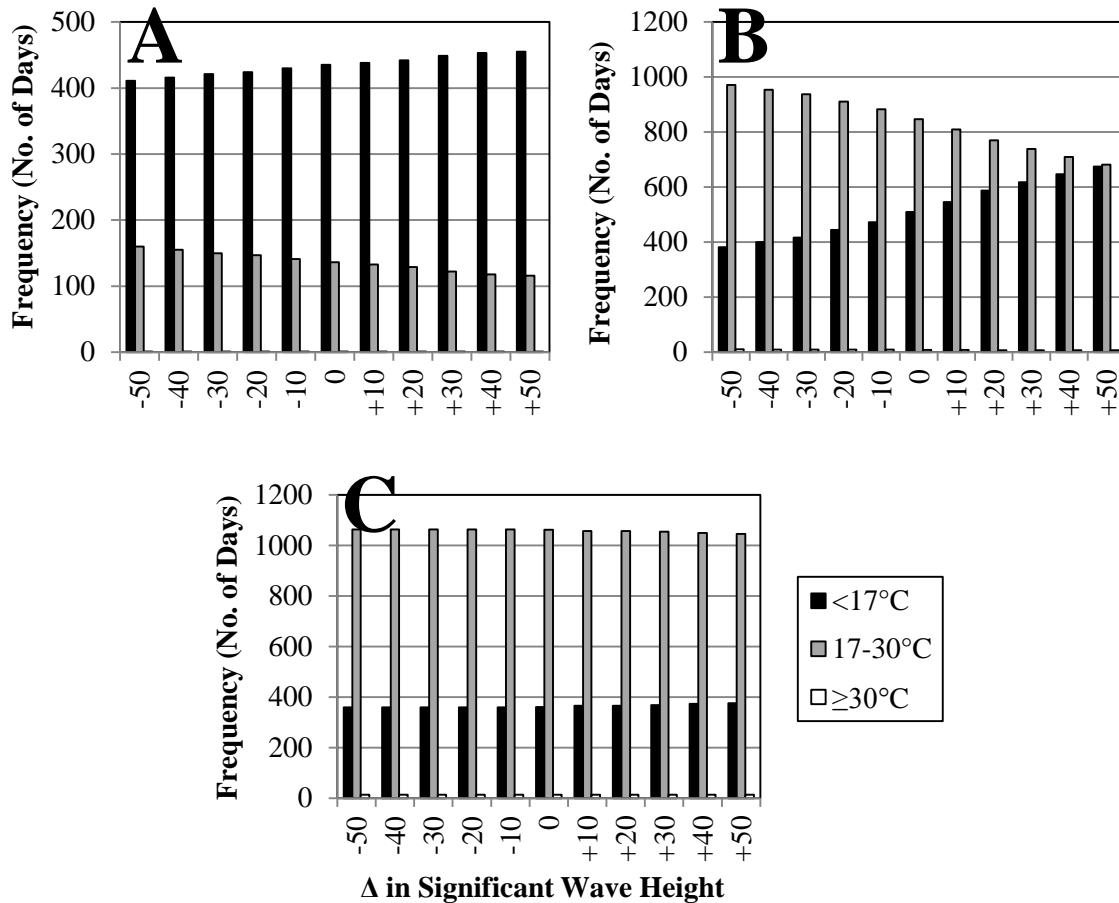 A
Frequency (No. of Days)
500
400
300
200
100
0
-50 -40 -30 -20 -10 0 +10 +20 +30 +40 +50
B
Frequency (No. of Days)
1200
1000
800
600
400
200
0
-50 -40 -30 -20 -10 0 +10 +20 +30 +40 +50
C
Frequency (No. of Days)
1200
1000
800
600
400
200
0
-50 -40 -30 -20 -10 0 +10 +20 +30 +40 +50
Δ in Significant Wave Height
<17°C
17-30°C
≥30°C